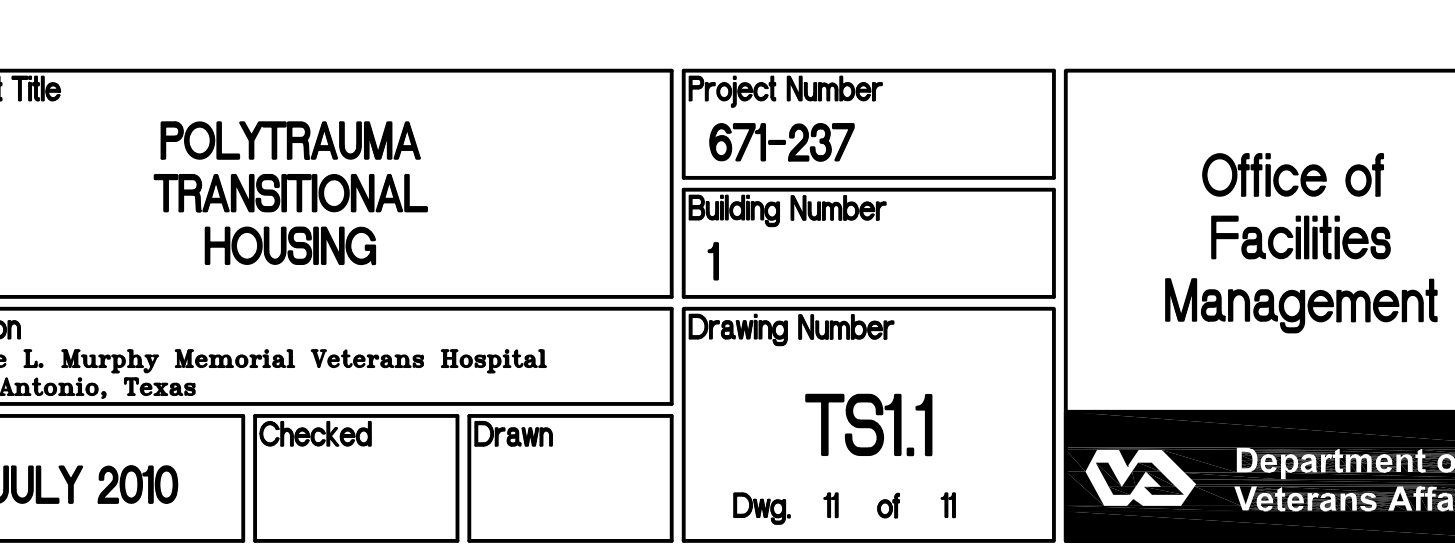 t Title
POLYTRAUMA
TRANSITIONAL
HOUSING
Project Number
671-237
Building Number
1
Office of
Facilities
Management
on
e L. Murphy Memorial Veterans Hospital
Antonio, Texas
Drawing Number
TS1.1
Dwg. 11 of 11
JULY 2010
Checked
Drawn
Department o
Veterans Affa